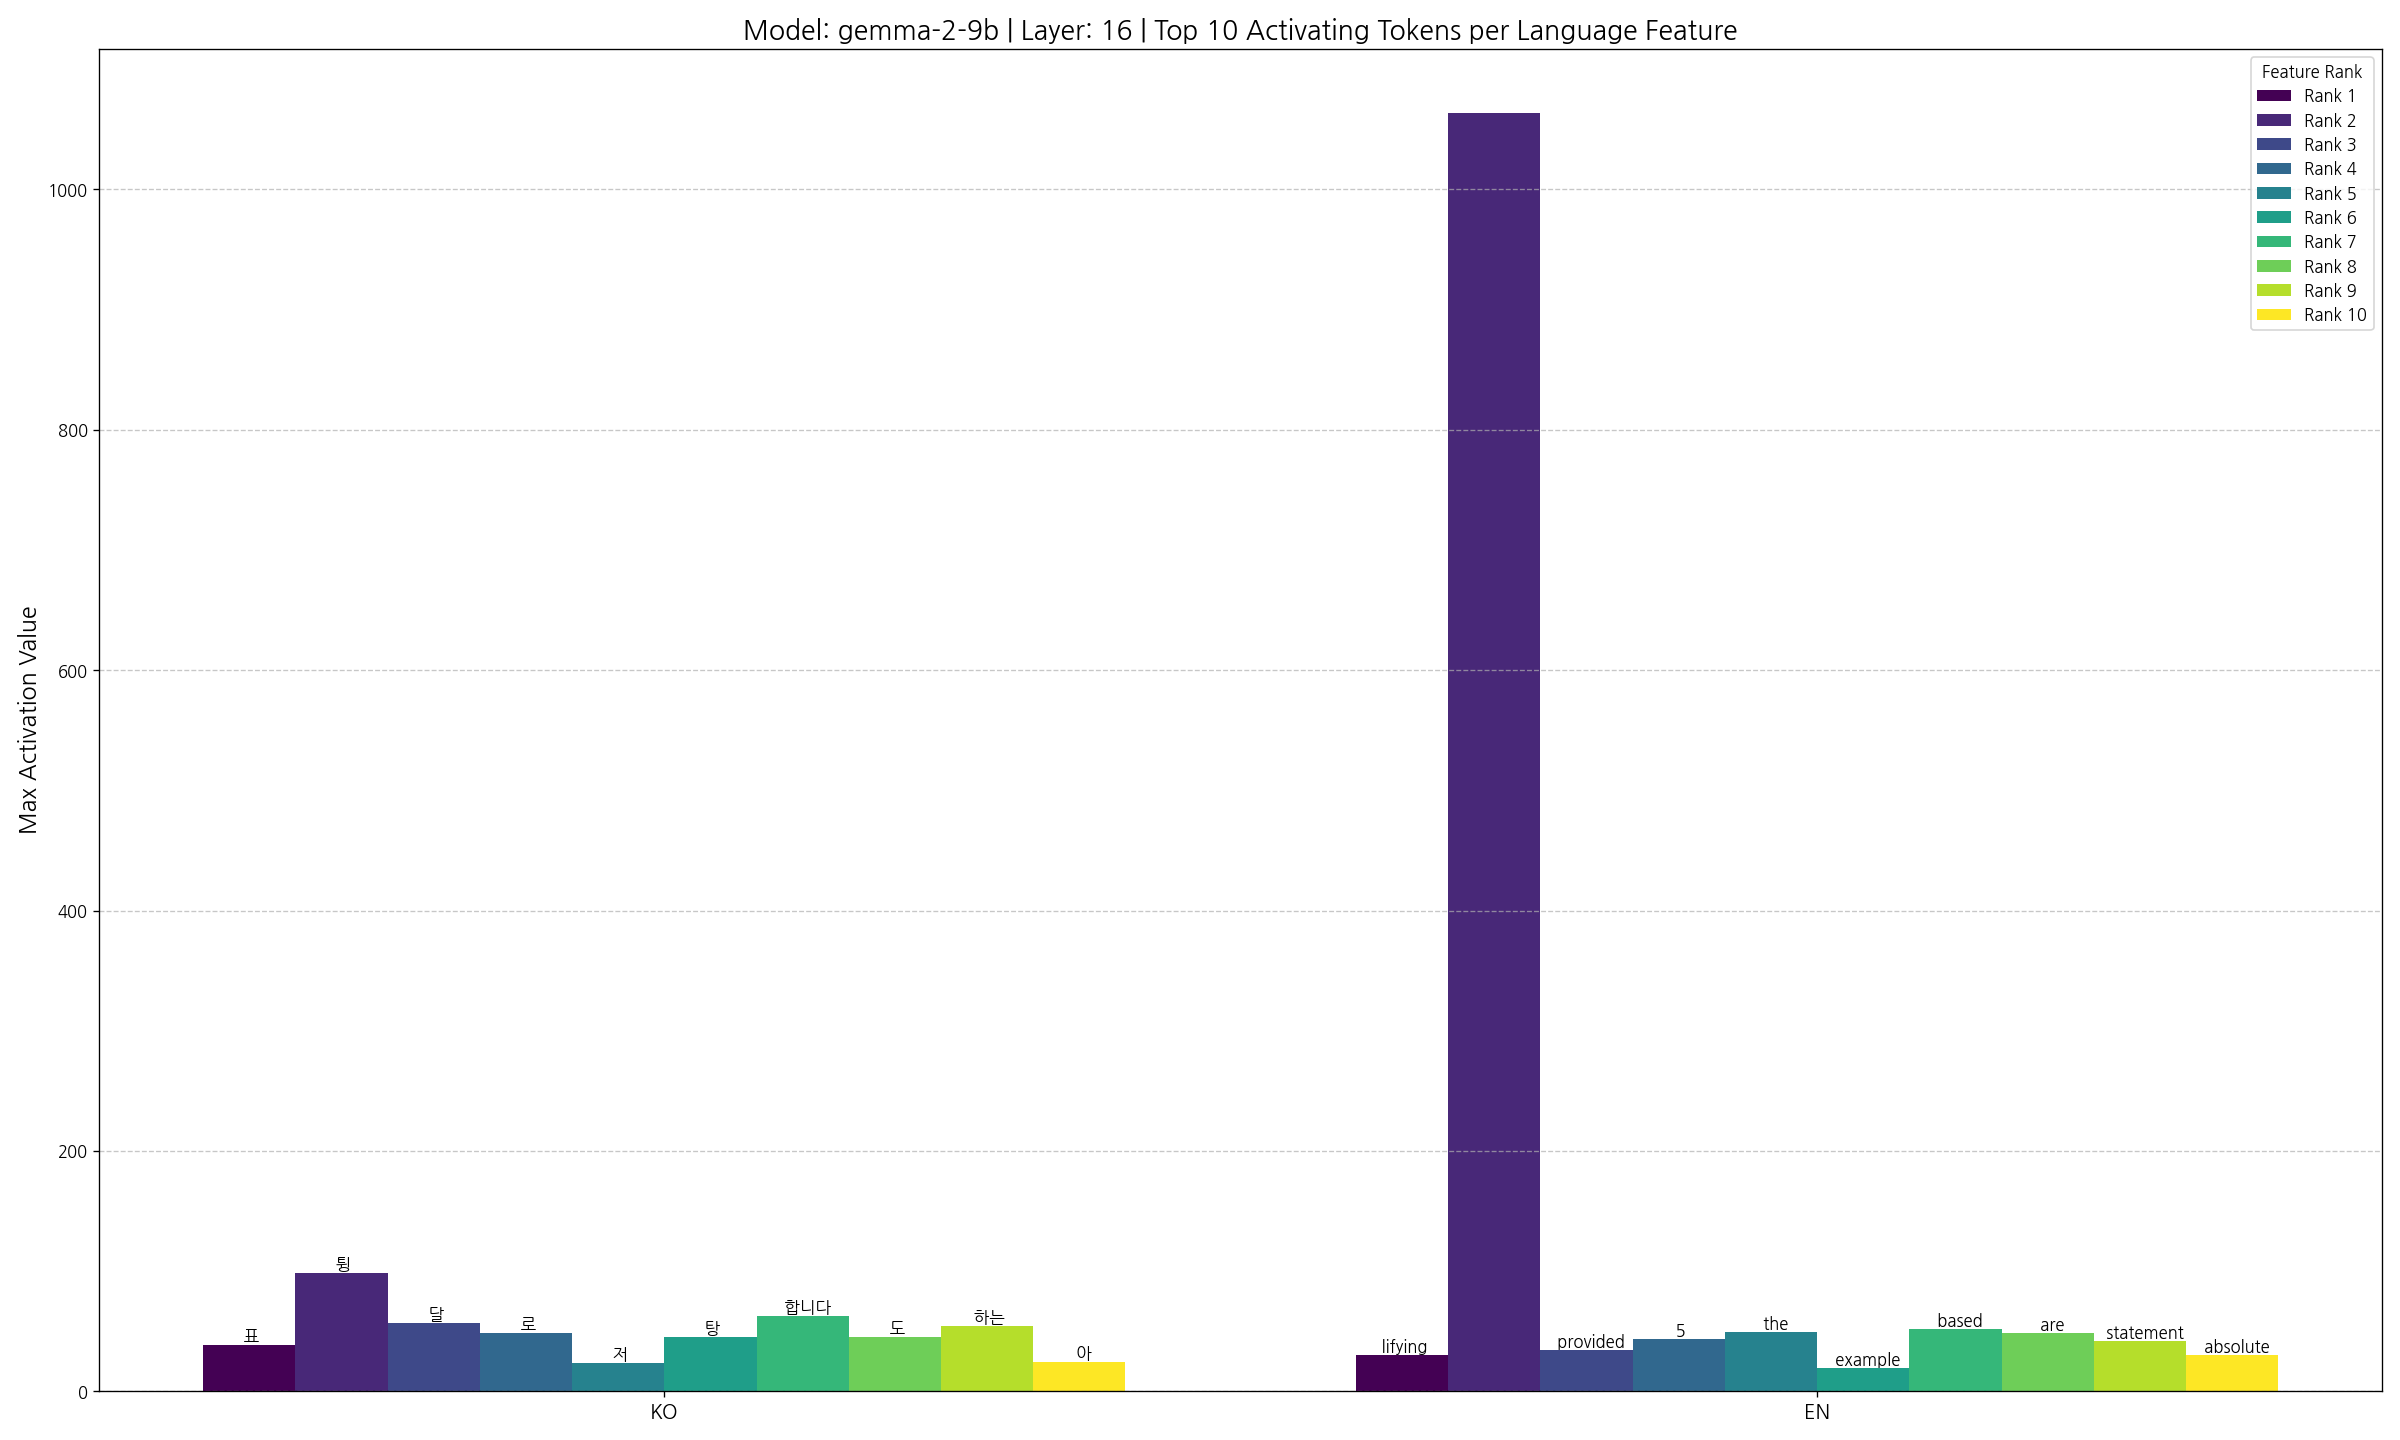 Model: gemma-2-9b | Layer: 16 | Top 10 Activating Tokens per Language Feature
Feature Rank
Rank 1
Rank 2
Rank 3
Rank 4
Rank 5
Rank 6
Rank 7
Rank 8
Rank 9
Rank 10
Max Activation Value
1000
800
600
400
200
0
표
튕
달
로
저
탕
합니다
도
하는
아
lifying
provided
5
the
example
based
are
statement
absolute
KO
EN